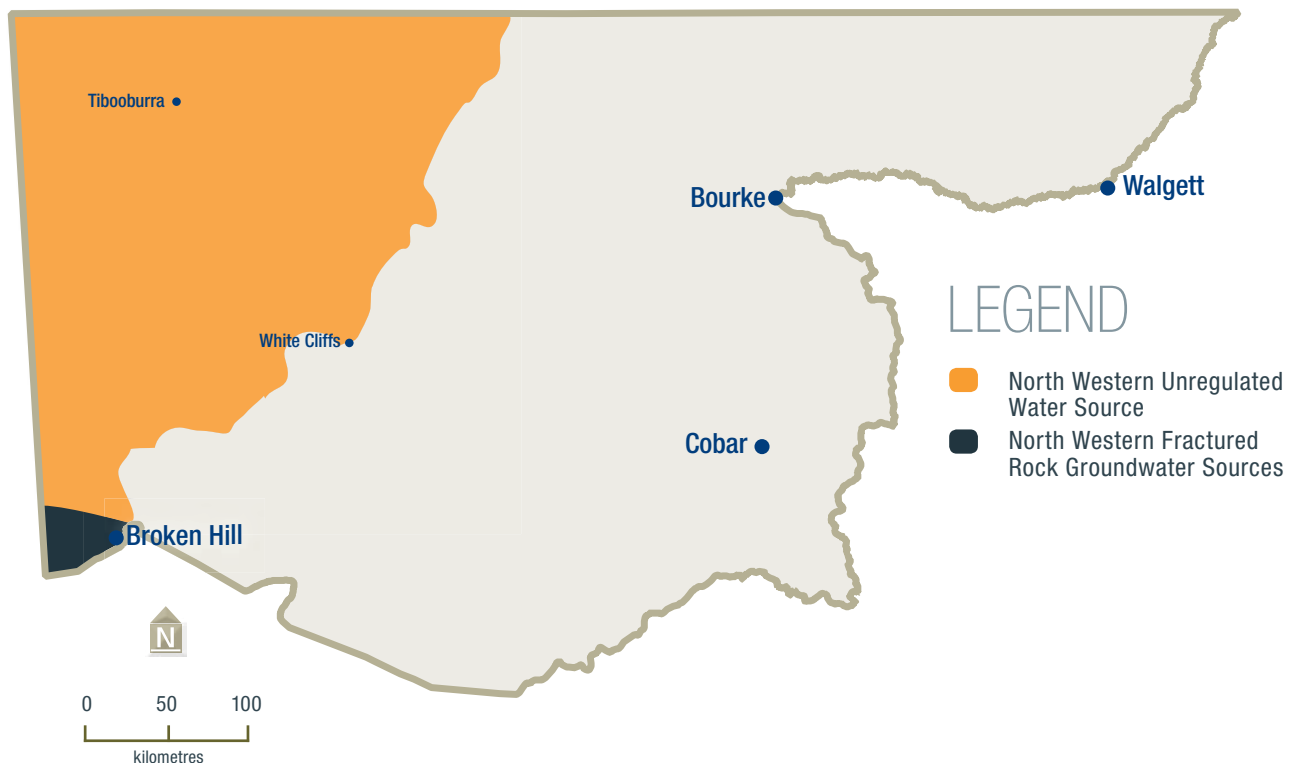 Tibooburra
Bourke
Walgett
LEGEND
White Cliffs
North Western Unregulated
Water Source
North Western Fractured
Rock Groundwater Sources
Cobar
Broken Hill
N
0 50 100
kilometres